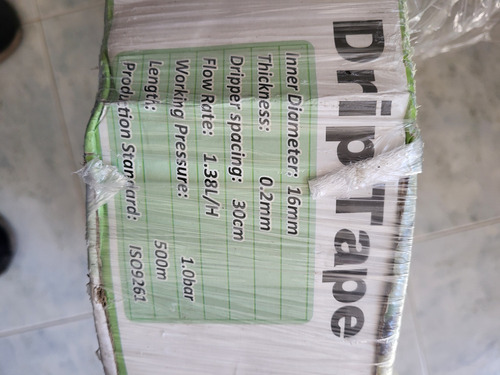 Drip Tape
Inner Diameter: 16mm
Thickness: 0.2mm
Dripper spacing: 30cm
Flow Rate: 1.38L/H
Working Pressure: 1.0bar
Length: 500m
Production Standard: ISO9261